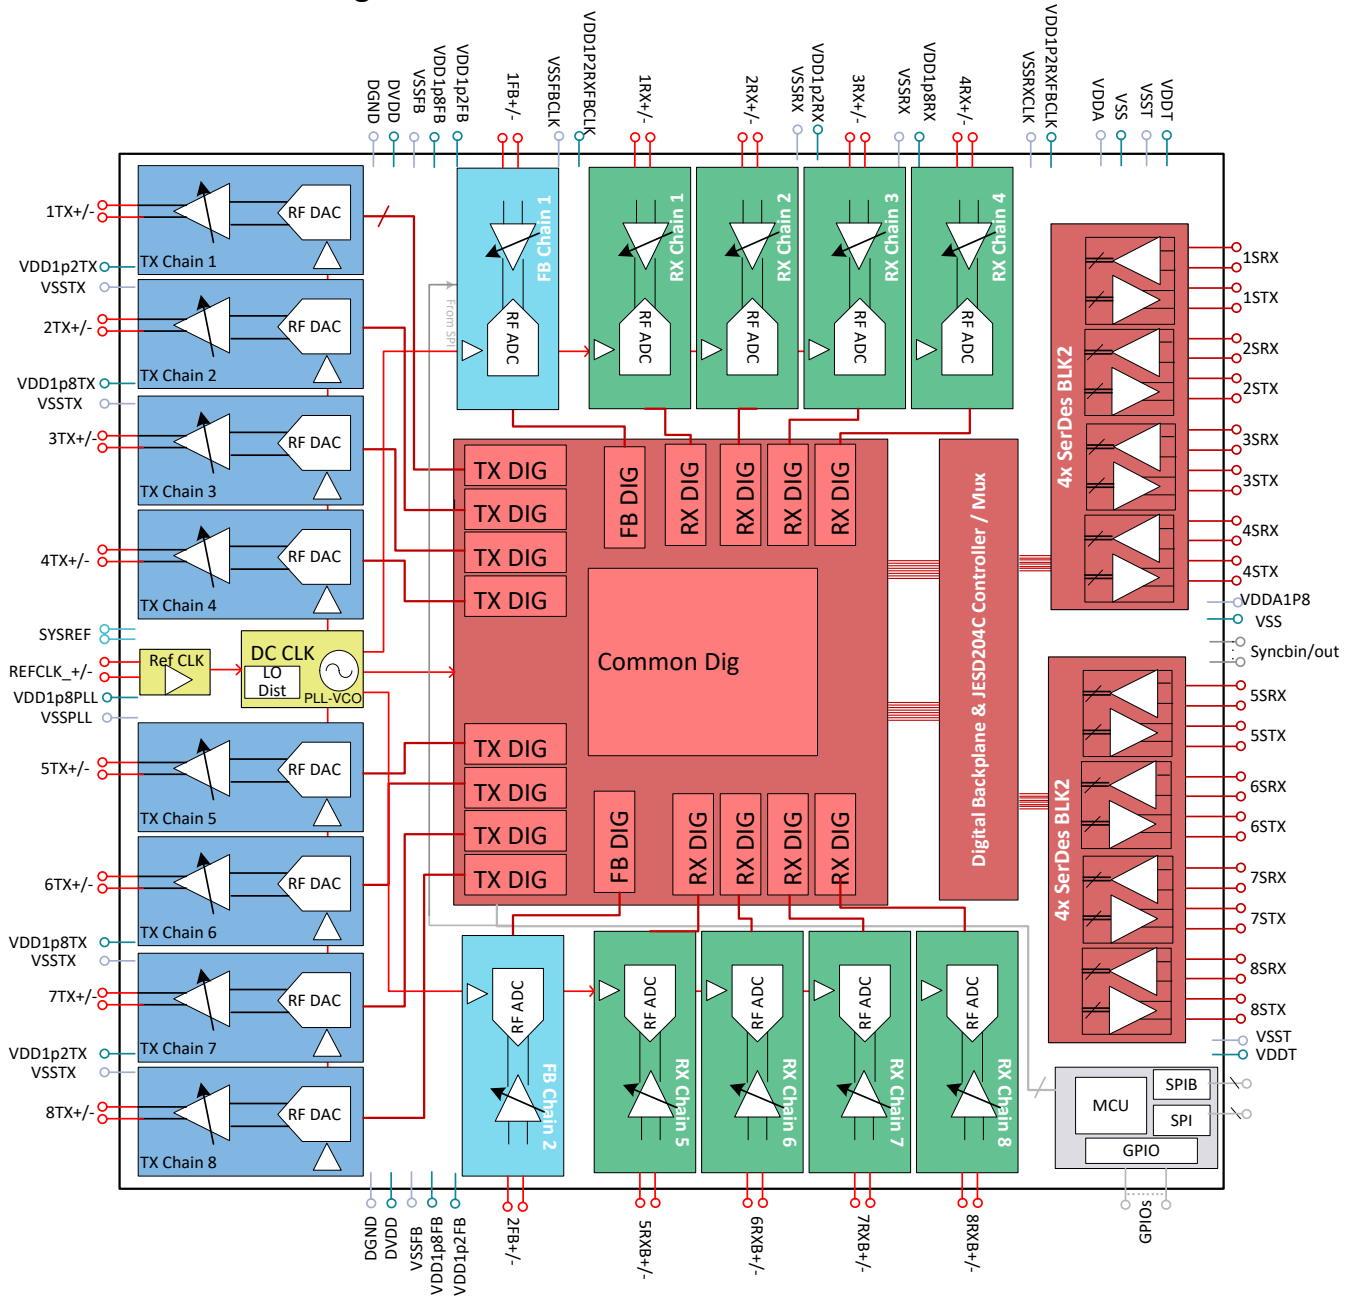 DGND
DVDD
VSSFB
VDD1p8FB
VDD1p2FB
1FB+/-
VSSFBCLK
VDD1P2RXFBCLK
1RX+/-
2RX+/-
VSSRX
VDD1p2RX
3RX+/-
VSSRX
VDD1p8RX
4RX+/-
VSSRXCLK
VDD1P2RXFBCLK
VDDA
VSS
VSST
VDDT
1TX+/-
VDD1p2TX
VSSTX
2TX+/-
VDD1p8TX
VSSTX
3TX+/-
4TX+/-
SYSREF
REFCLK_+/-
VDD1p8PLL
VSSPLL
5TX+/-
6TX+/-
VDD1p8TX
VSSTX
7TX+/-
VDD1p2TX
VSSTX
8TX+/-
RF DAC
TX Chain 1
RF DAC
TX Chain 2
RF DAC
TX Chain 3
RF DAC
TX Chain 4
Ref CLK
DC CLK
LO
Dist
PLL-VCO
RF DAC
TX Chain 5
RF DAC
TX Chain 6
RF DAC
TX Chain 7
RF DAC
TX Chain 8
From SPI
FB Chain 1
RF ADC
RX Chain 1
RF ADC
RX Chain 2
RF ADC
RX Chain 3
RF ADC
RX Chain 4
RF ADC
TX DIG
TX DIG
TX DIG
TX DIG
FB DIG
RX DIG
RX DIG
RX DIG
RX DIG
Common Dig
TX DIG
TX DIG
TX DIG
TX DIG
FB DIG
RX DIG
RX DIG
RX DIG
RX DIG
Digital Backplane & JESD204C Controller / Mux
RF ADC
FB Chain 2
RF ADC
RX Chain 5
RF ADC
RX Chain 6
RF ADC
RX Chain 7
RF ADC
RX Chain 8
4x SerDes BLK2
1SRX
1STX
2SRX
2STX
3SRX
3STX
4SRX
4STX
VDDA1P8
VSS
Syncbin/out
4x SerDes BLK2
5SRX
5STX
6SRX
6STX
7SRX
7STX
8SRX
8STX
VSST
VDDT
MCU
SPIB
SPI
GPIO
GPIOS
DGND
DVDD
VSSFB
VDD1p8FB
VDD1p2FB
2FB+/-
5RXB+/-
6RXB+/-
7RXB+/-
8RXB+/-